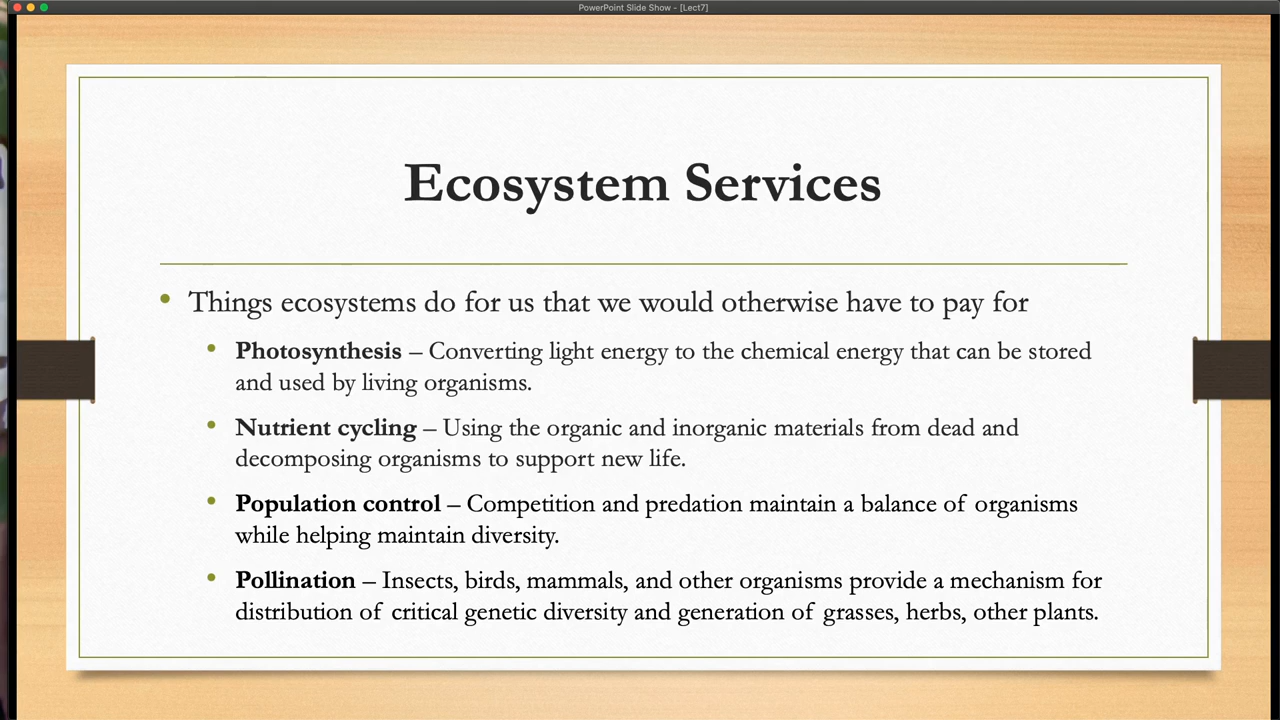 PowerPoint Slide Show - [Lect7]
Ecosystem Services
• Things ecosystems do for us that we would otherwise have to pay for
• Photosynthesis – Converting light energy to the chemical energy that can be stored
and used by living organisms.
• Nutrient cycling – Using the organic and inorganic materials from dead and
decomposing organisms to support new life.
• Population control – Competition and predation maintain a balance of organisms
while helping maintain diversity.
• Pollination – Insects, birds, mammals, and other organisms provide a mechanism for
distribution of critical genetic diversity and generation of grasses, herbs, other plants.